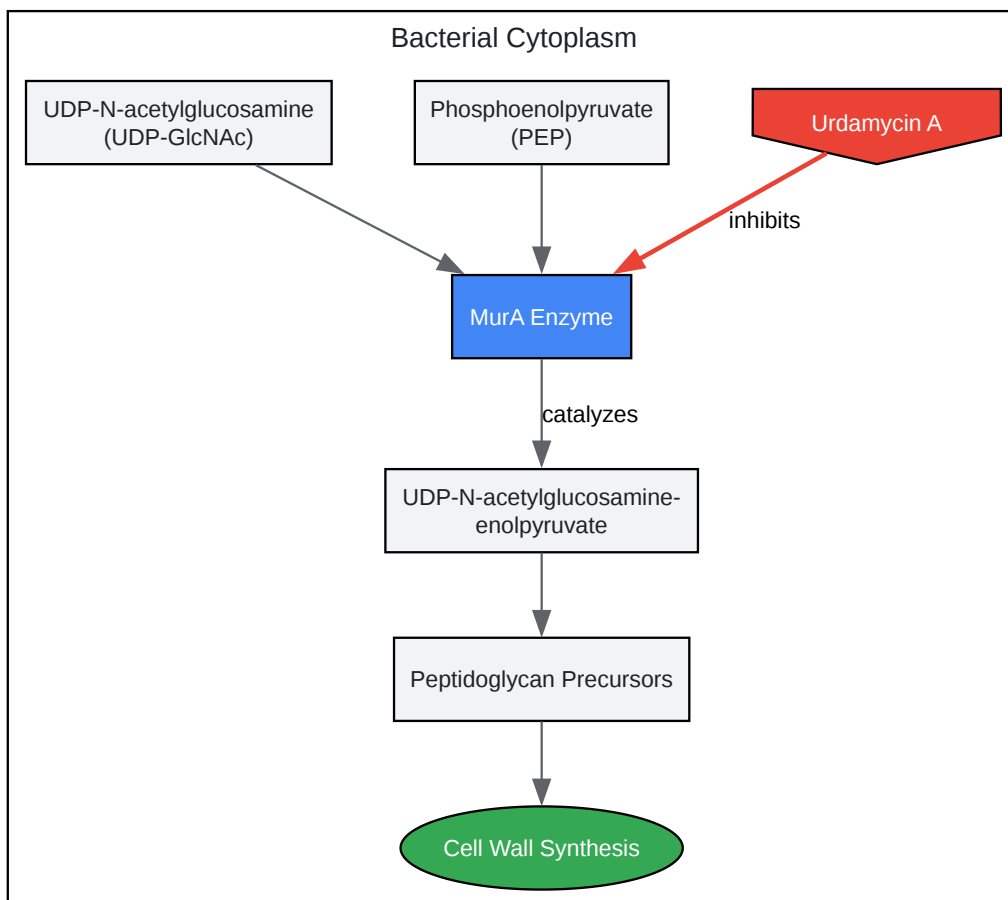 Bacterial Cytoplasm
UDP-N-acetylglucosamine
(UDP-GlcNAc)
Phosphoenolpyruvate
(PEP)
Urdamycin A
inhibits
MurA Enzyme
catalyzes
UDP-N-acetylglucosamine-
enolpyruvate
Peptidoglycan Precursors
Cell Wall Synthesis